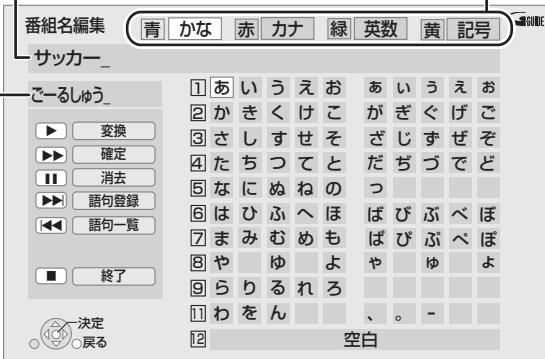 番組名編集 青 かな 赤 カナ 緑 英数 黄 記号 GUIDE
サッカー_
ごーるしゅう_
▶ 変換
▶▶ 確定
❚❚ 消去
▶▶| 語句登録
|◀◀ 語句一覧
■ 終了
決定
戻る
1 あ い う え お ぁ ぃ ぅ ぇ ぉ
2 か き く け こ が ぎ ぐ げ ご
3 さ し す せ そ ざ じ ず ぜ ぞ
4 た ち つ て と だ ぢ づ で ど
5 な に ぬ ね の っ
6 は ひ ふ へ ほ ば び ぶ べ ぼ
7 ま み む め も ぱ ぴ ぷ ぺ ぽ
8 や ゆ よ ゃ ゅ ょ
9 ら り る れ ろ
11 わ を ん 、 。 -
12 空白